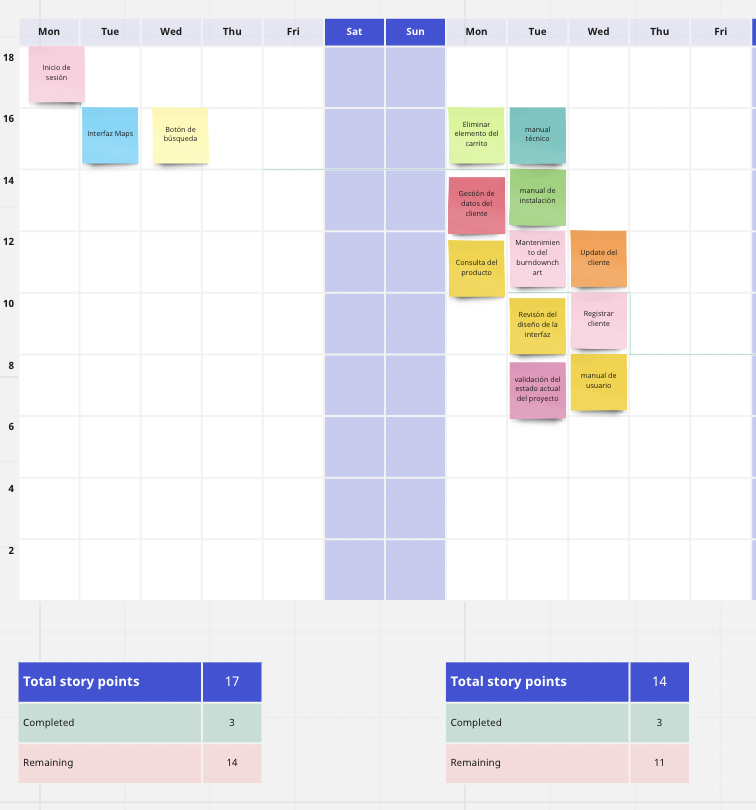 Mon Tue Wed Thu Fri Sat Sun Mon Tue Wed Thu Fri
18
Inicio de
sesión
16
Interfaz Maps
Botón de
búsqueda
Eliminar
elemento del
carrito
manual
técnico
14
Gestión de
datos del
cliente
manual de
instalación
12
Consulta del
producto
Mantenimien
to del
burndownch
art
Update del
cliente
10
Revisón del
diseño de la
interfaz
Registrar
cliente
8
validación del
estado actual
del proyecto
manual de
usuario
6
4
2
Total story points 17
Completed 3
Remaining 14
Total story points 14
Completed 3
Remaining 11